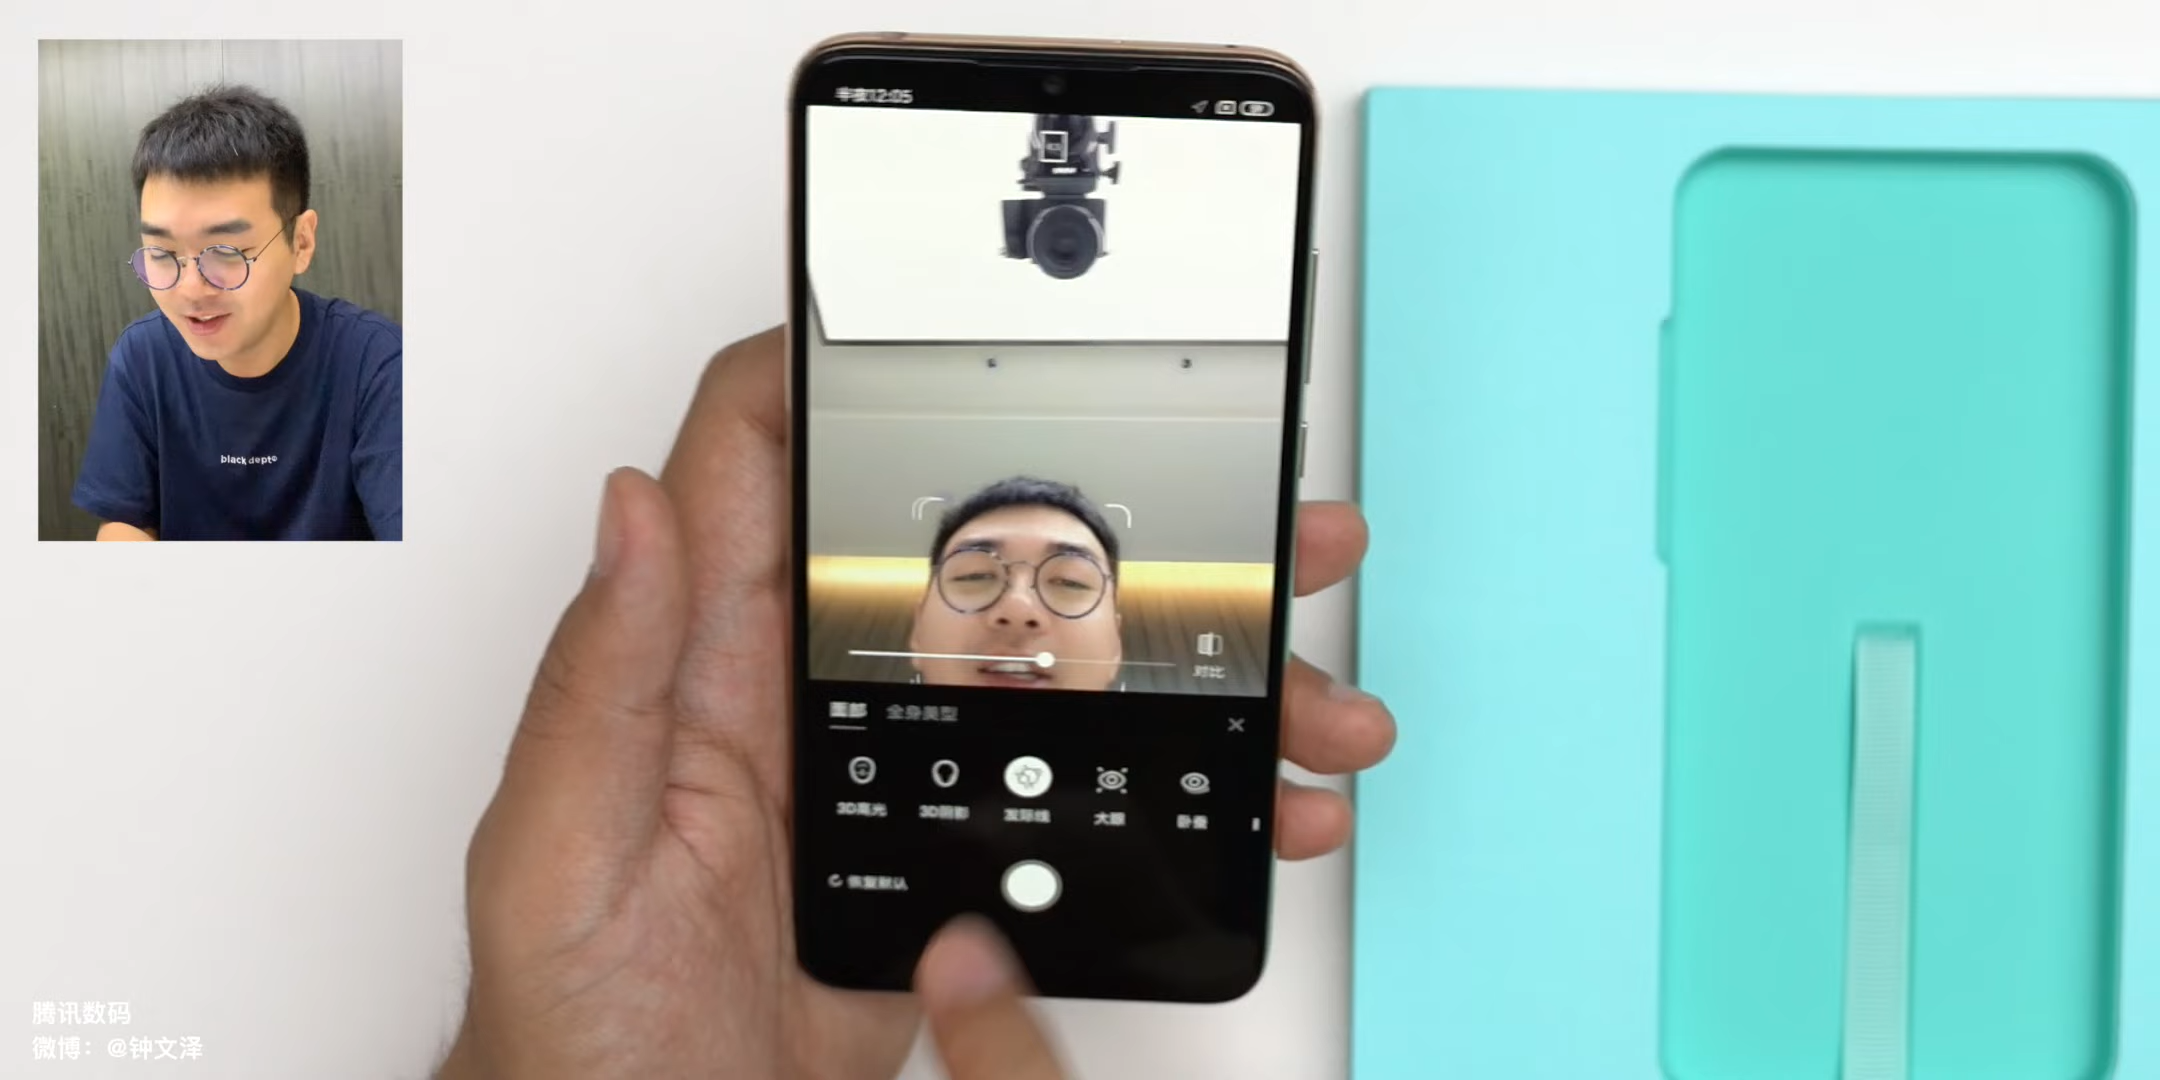 半夜12:05
black depto
对比
面部 全身美型
3D高光 3D阴影 发际线 大眼 卧蚕
恢复默认
腾讯数码
微博：@钟文泽